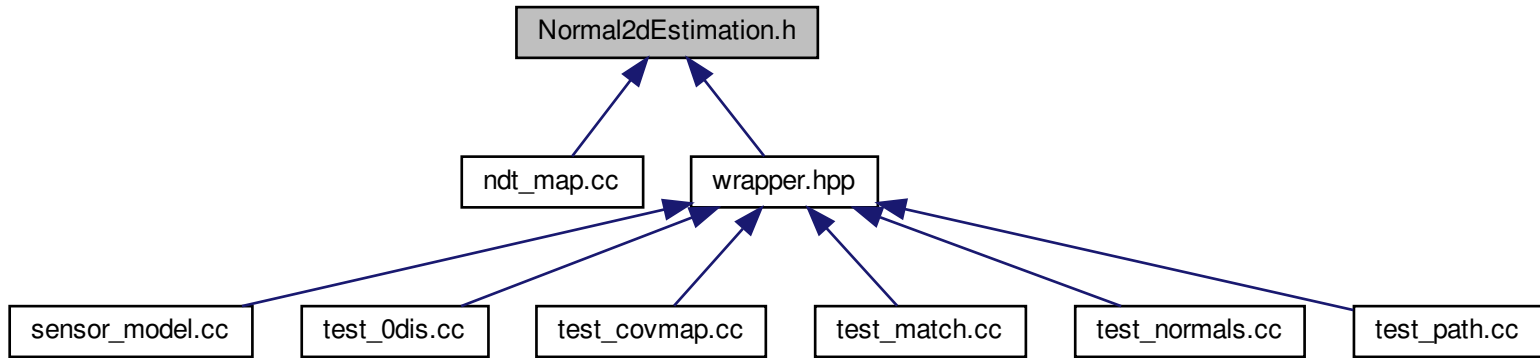 Normal2dEstimation.h
ndt_map.cc
wrapper.hpp
sensor_model.cc
test_0dis.cc
test_covmap.cc
test_match.cc
test_normals.cc
test_path.cc